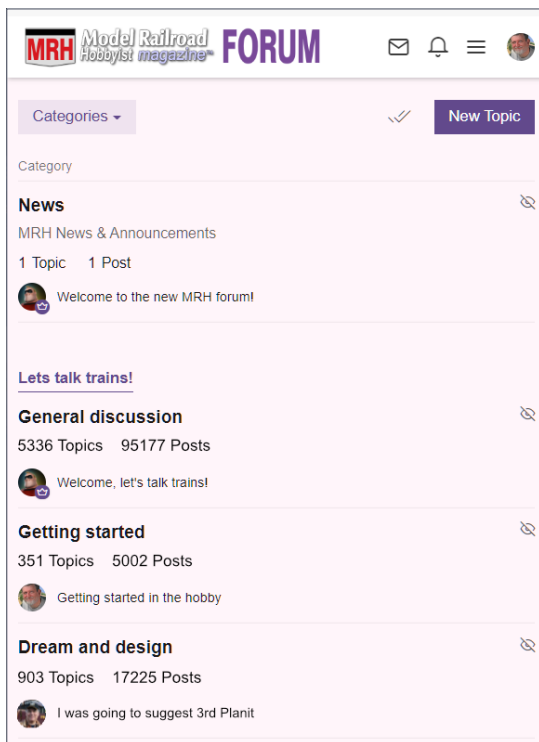 MRH Model Railroad Hobbyist magazine™ FORUM
Categories
New Topic
Category
News
MRH News & Announcements
1 Topic 1 Post
Welcome to the new MRH forum!
Lets talk trains!
General discussion
5336 Topics 95177 Posts
Welcome, let's talk trains!
Getting started
351 Topics 5002 Posts
Getting started in the hobby
Dream and design
903 Topics 17225 Posts
I was going to suggest 3rd Planit